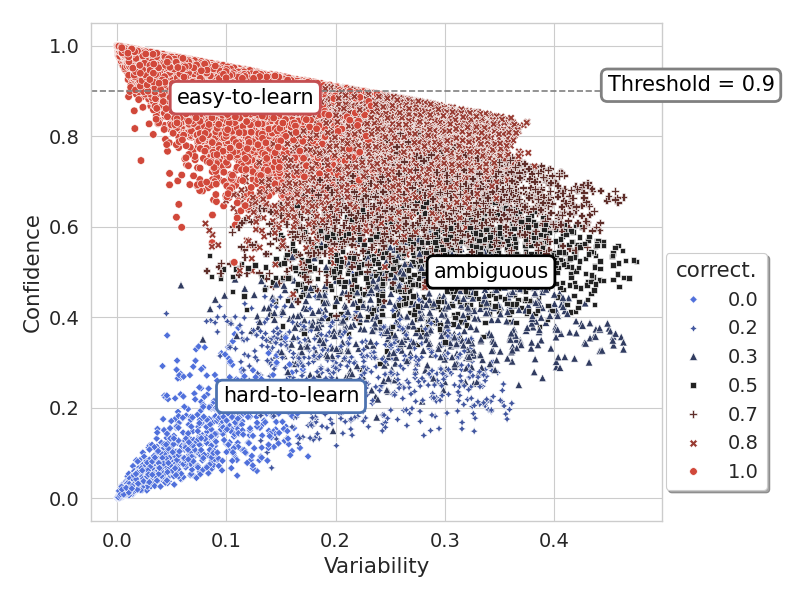 1.0
Threshold = 0.9
easy-to-learn
0.8
0.6
ambiguous
0.4
hard-to-learn
0.2
0.0
Confidence
0.0 0.1 0.2 0.3 0.4
Variability
correct.
0.0
0.2
0.3
0.5
0.7
0.8
1.0